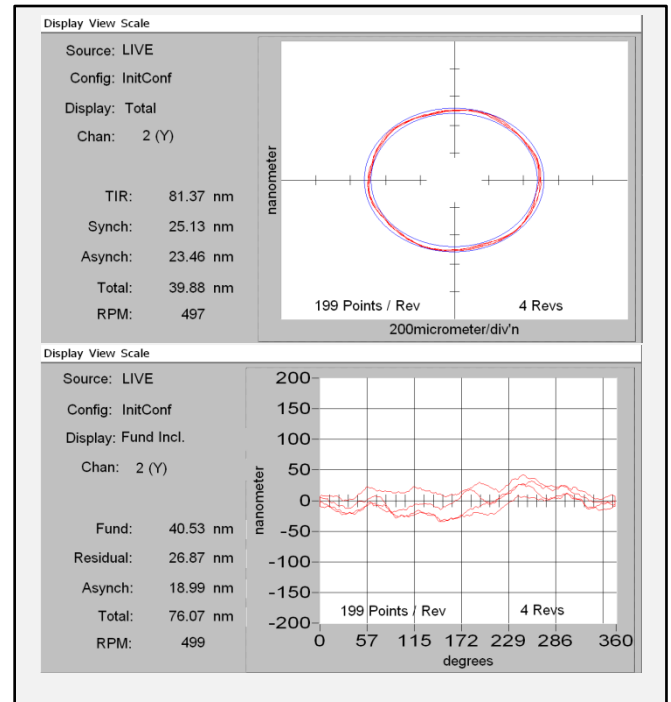 Display View Scale
Source: LIVE
Config: InitConf
Display: Total
Chan: 2 (Y)
TIR: 81.37 nm
Synch: 25.13 nm
Asynch: 23.46 nm
Total: 39.88 nm
RPM: 497
nanometer
199 Points / Rev 4 Revs
200micrometer/div'n
Display View Scale
Source: LIVE
Config: InitConf
Display: Fund Incl.
Chan: 2 (Y)
Fund: 40.53 nm
Residual: 26.87 nm
Asynch: 18.99 nm
Total: 76.07 nm
RPM: 499
nanometer
200
150
100
50
0
-50
-100
-150
-200
199 Points / Rev 4 Revs
0 57 115 172 229 286 360
degrees